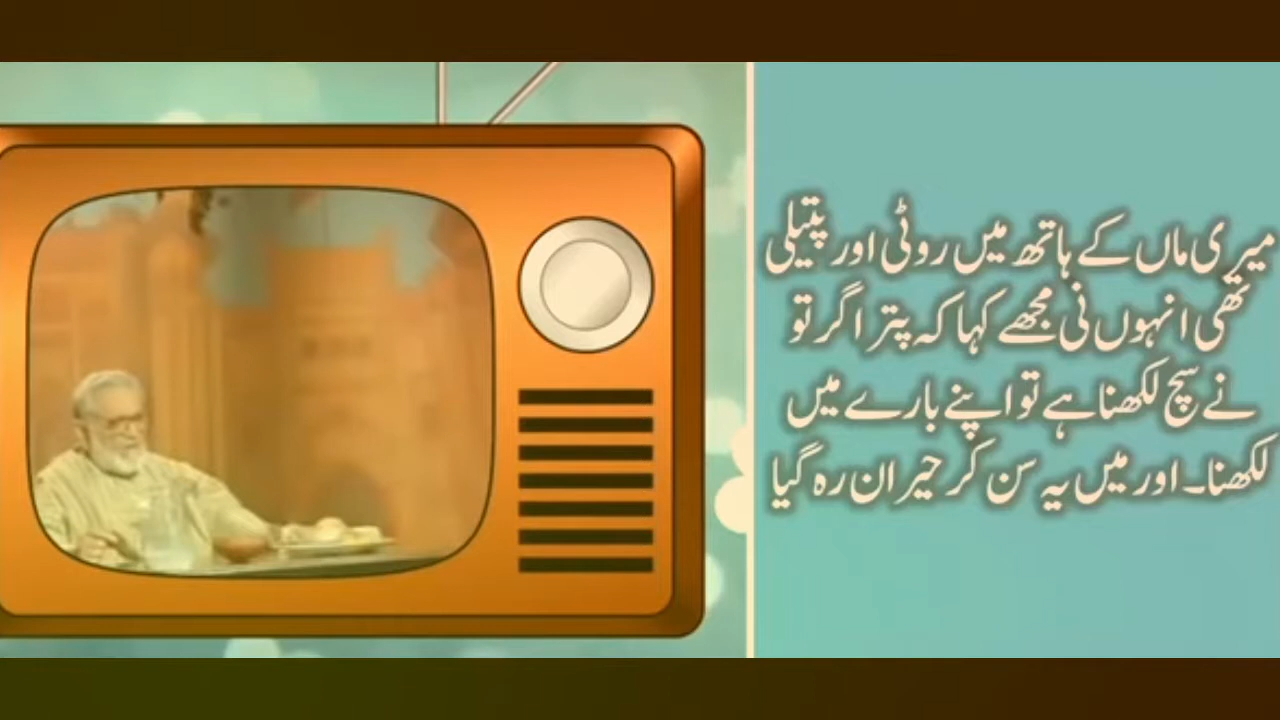 میری ماں کے ہاتھ میں روٹی اور پتیلی
تھی انہوں نی مجھے کہا کہ پتر اگر تو
نے سچ لکھنا ہے تو اپنے بارے میں
لکھنا۔ اور میں یہ سن کر حیران رہ گیا